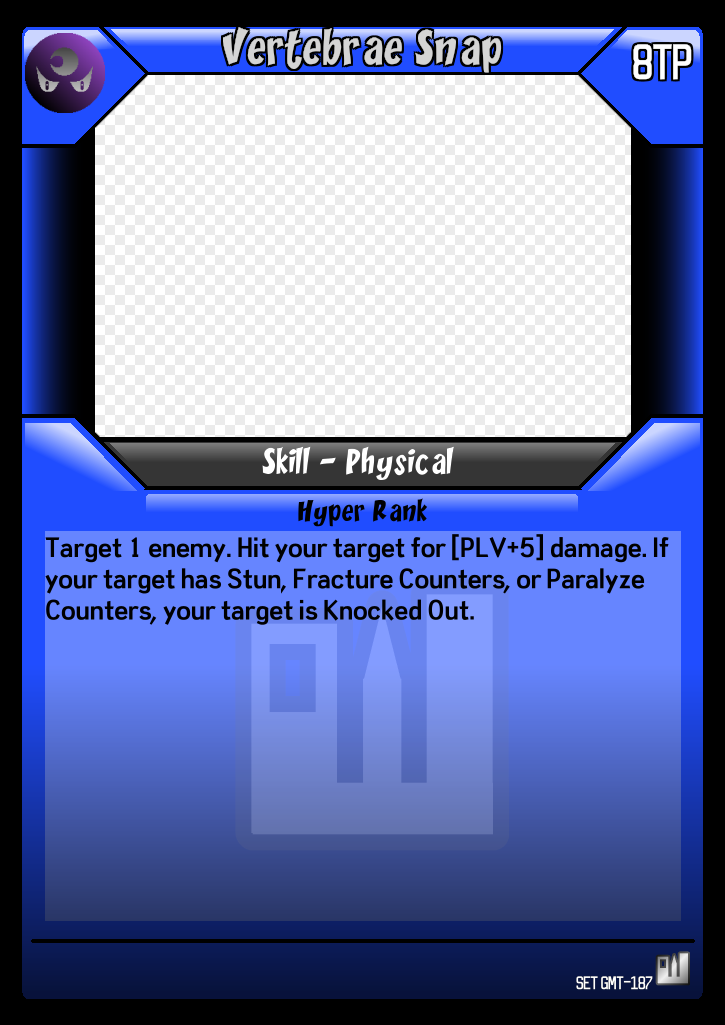 Vertebrae Snap
8TP
Skill - Physical
Hyper Rank
Target 1 enemy. Hit your target for [PLV+5] damage. If
your target has Stun, Fracture Counters, or Paralyze
Counters, your target is Knocked Out.
SET GMT-187